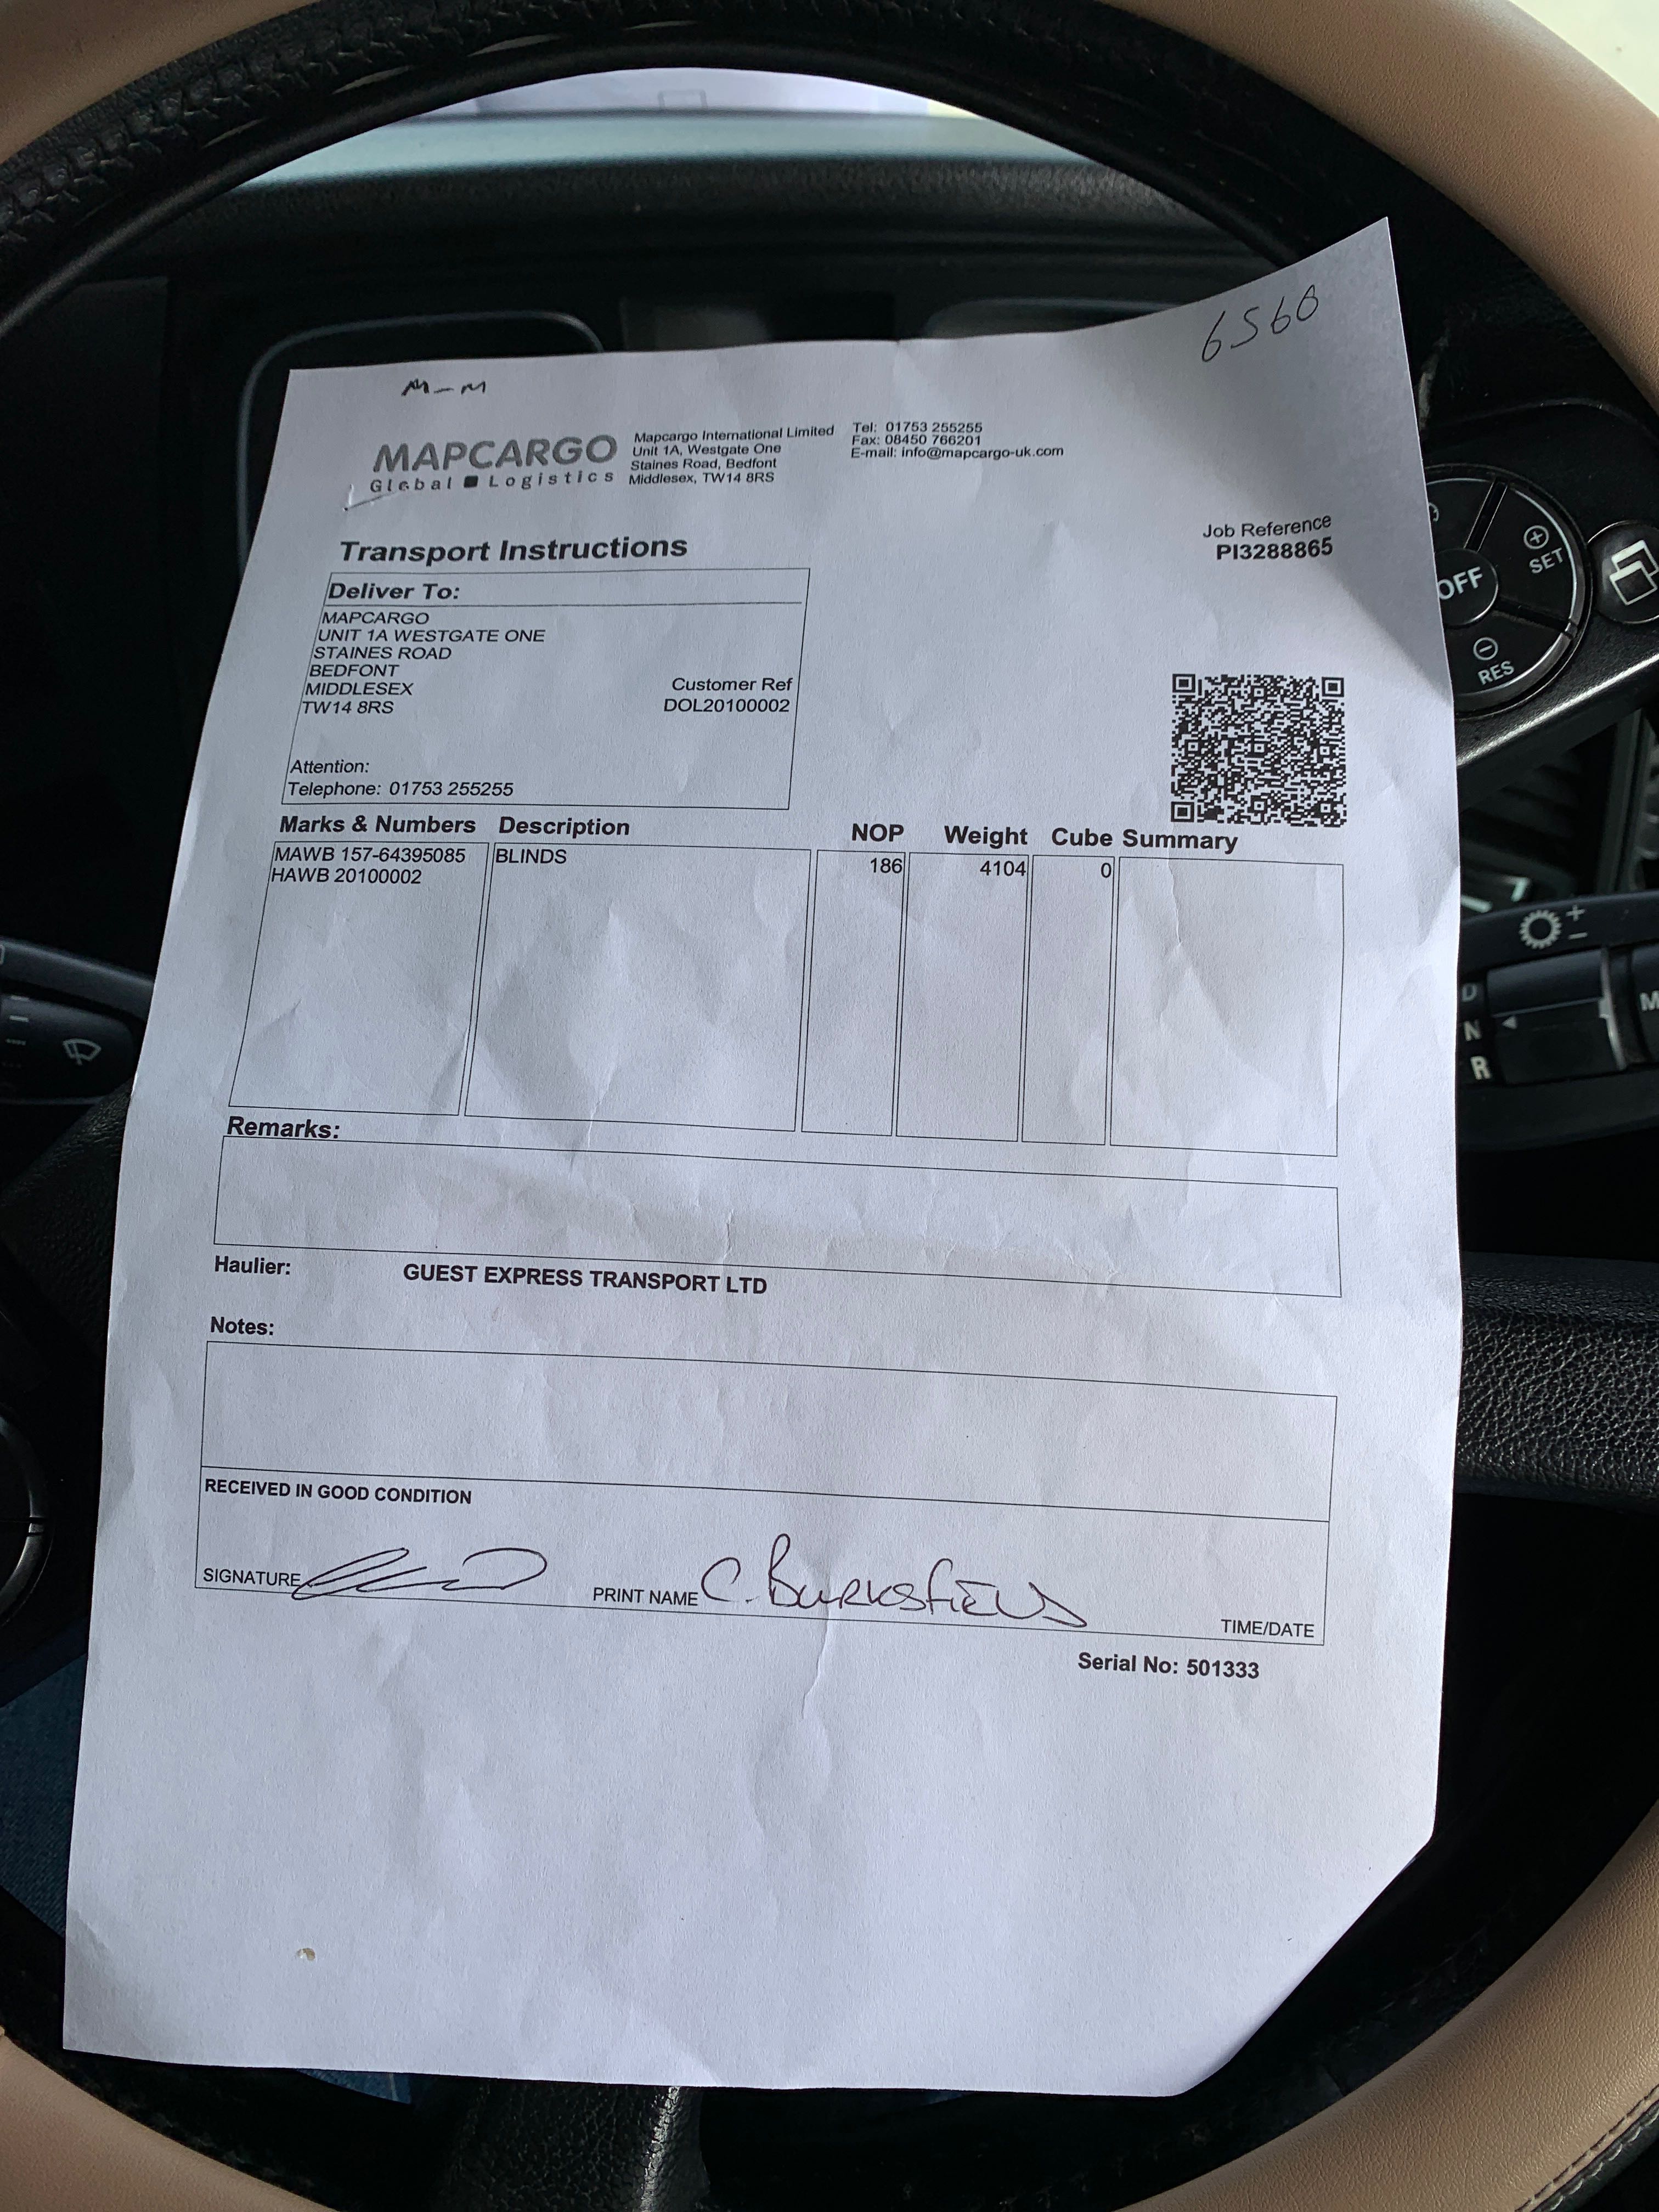 6560
M-M
MAPCARGO
Global Logistics
Mapcargo International Limited
Unit 1A, Westgate One
Staines Road, Bedfont
Middlesex, TW14 8RS
Tel: 01753 255255
Fax: 08450 766201
E-mail: info@mapcargo-uk.com
Job Reference
PI3288865
Transport Instructions
Deliver To:
MAPCARGO
UNIT 1A WESTGATE ONE
STAINES ROAD
BEDFONT
MIDDLESEX
TW14 8RS
Customer Ref
DOL20100002
Attention:
Telephone: 01753 255255
Marks & Numbers Description NOP Weight Cube Summary
MAWB 157-64395085 BLINDS 186 4104 0
HAWB 20100002
Remarks:
Haulier: GUEST EXPRESS TRANSPORT LTD
Notes:
RECEIVED IN GOOD CONDITION
SIGNATURE PRINT NAME C. BURKSFIELD TIME/DATE
Serial No: 501333
OFF
SET
RES
D
N
R
M